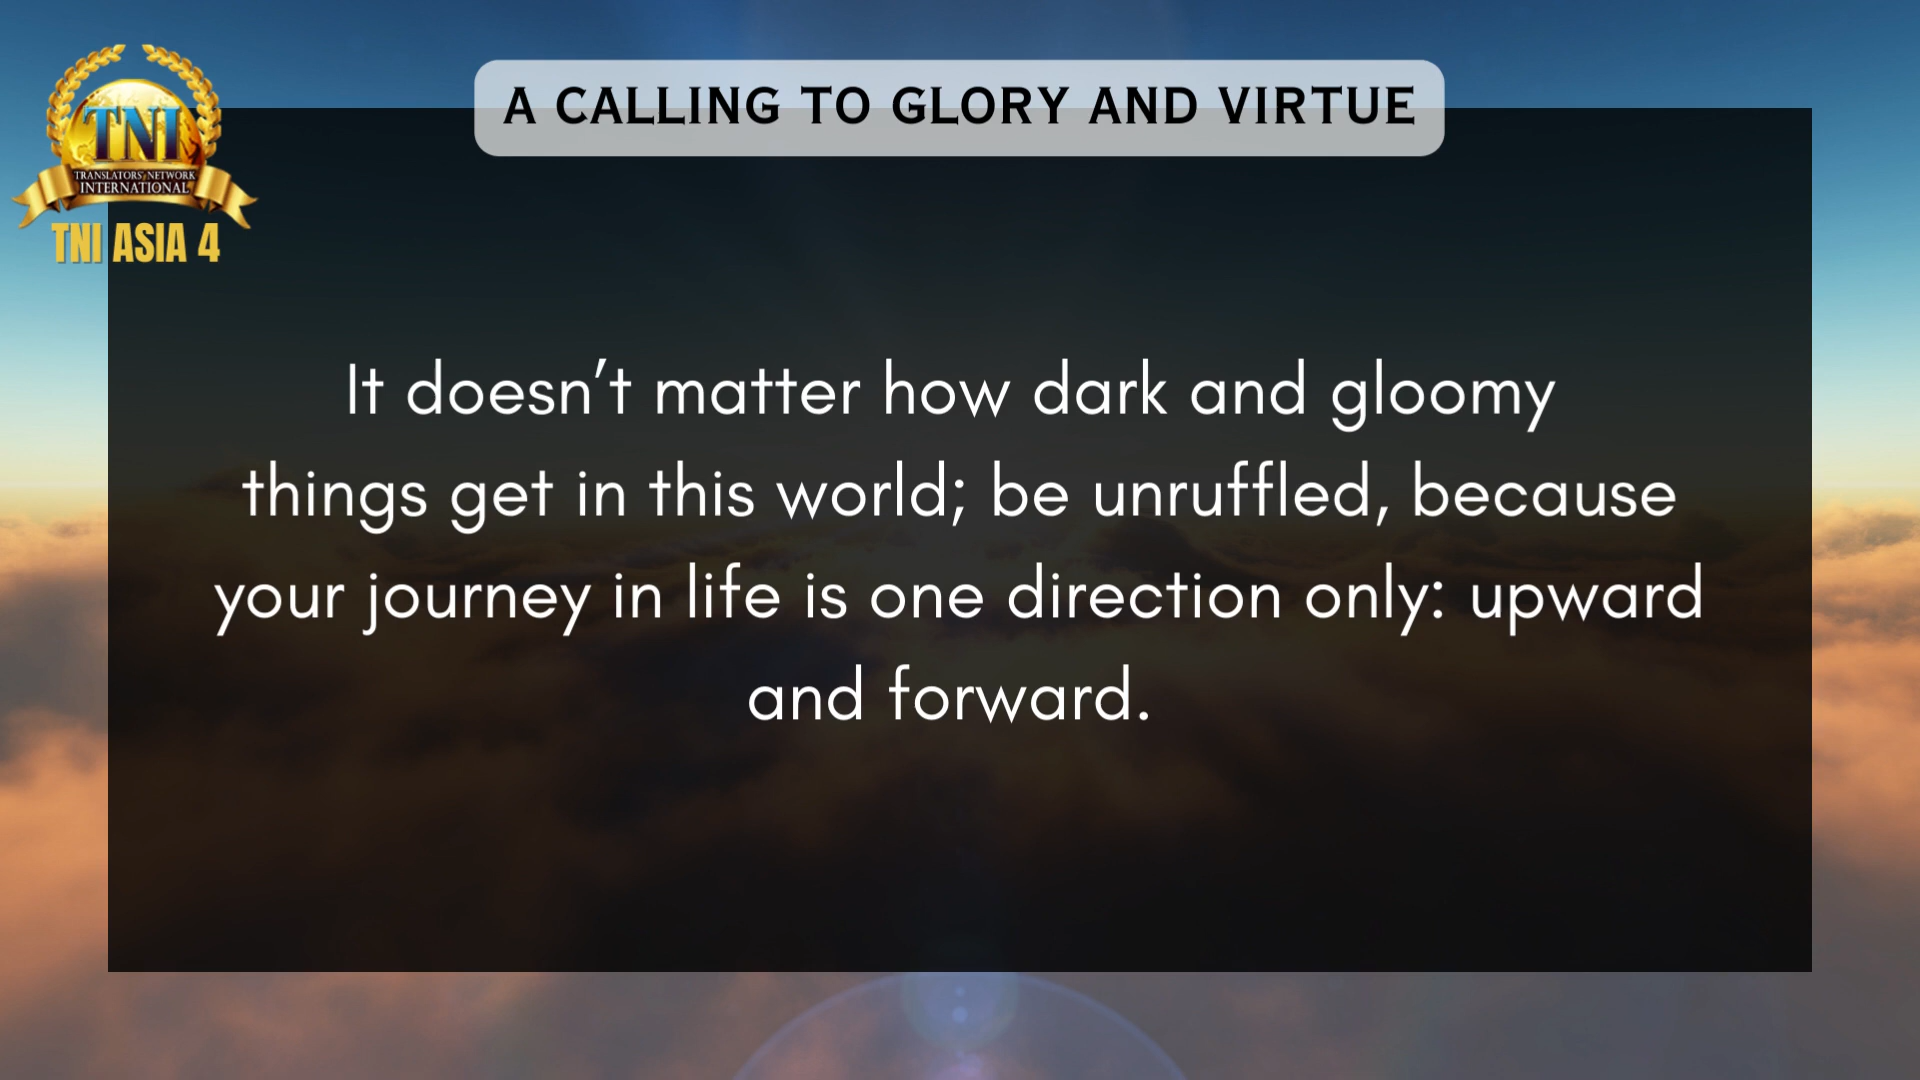 TNI
TRANSLATORS' NETWORK
INTERNATIONAL
TNI ASIA 4
A CALLING TO GLORY AND VIRTUE
It doesn’t matter how dark and gloomy
things get in this world; be unruffled, because
your journey in life is one direction only: upward
and forward.